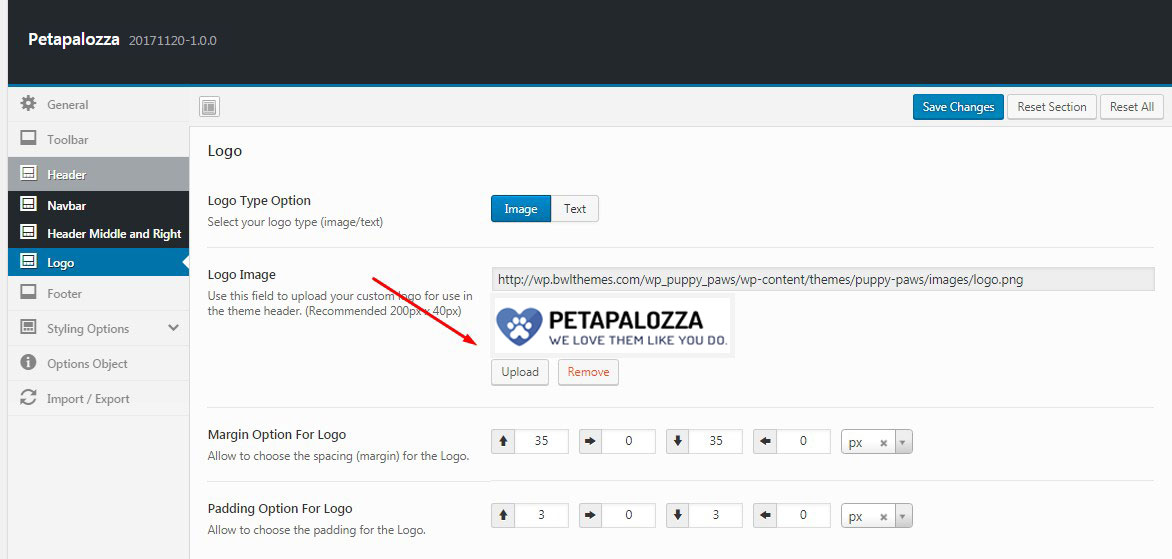 Petapalozza 20171120-1.0.0
General
Toolbar
Header
Navbar
Header Middle and Right
Logo
Footer
Styling Options
Options Object
Import / Export
Save Changes Reset Section Reset All
Logo
Logo Type Option
Select your logo type (image/text)
Image Text
Logo Image
Use this field to upload your custom logo for use in
the theme header. (Recommended 200px x 40px)
http://wp.bwlthemes.com/wp_puppy_paws/wp-content/themes/puppy-paws/images/logo.png
PETAPALOZZA
WE LOVE THEM LIKE YOU DO.
Upload Remove
Margin Option For Logo
Allow to choose the spacing (margin) for the Logo.
35 0 35 0 px
Padding Option For Logo
Allow to choose the padding for the Logo.
3 0 3 0 px